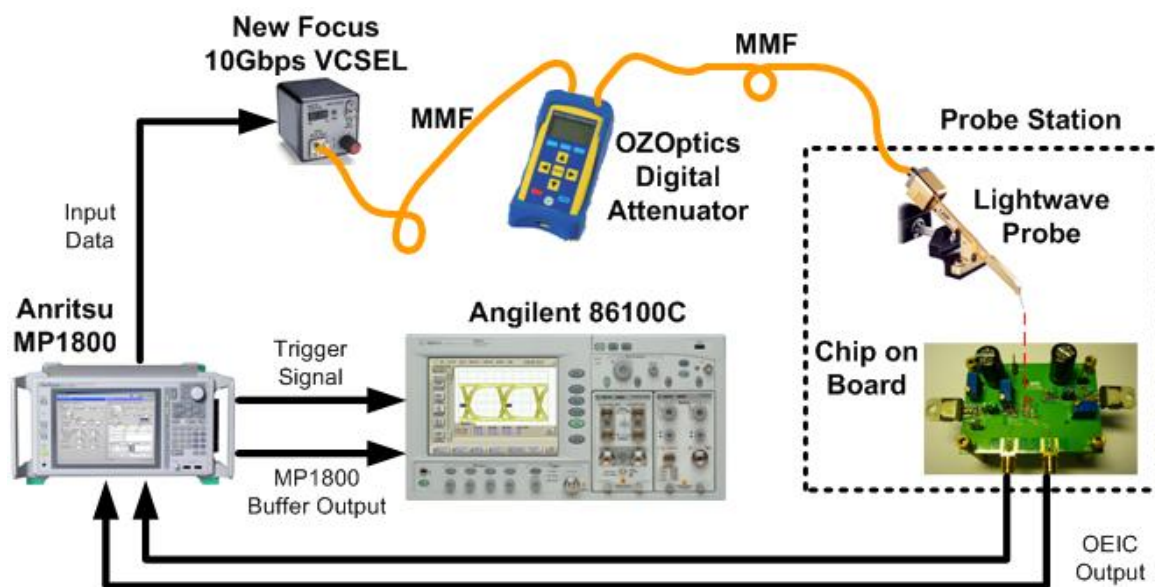 New Focus
10Gbps VCSEL
MMF
MMF
Probe Station
OZOptics
Digital
Attenuator
Lightwave
Probe
Input
Data
Anritsu
MP1800
Angilent 86100C
Trigger
Signal
Chip on
Board
MP1800
Buffer Output
OEIC
Output